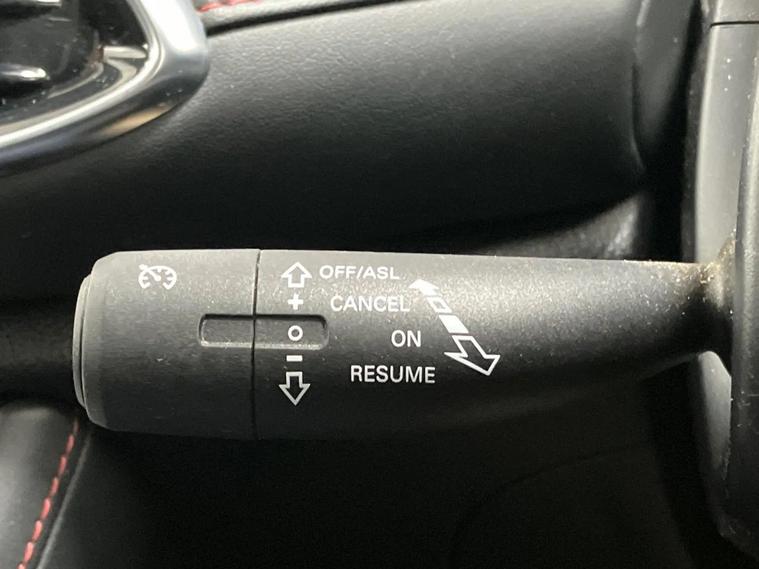 OFF/ASL
+ CANCEL
O ON
- RESUME